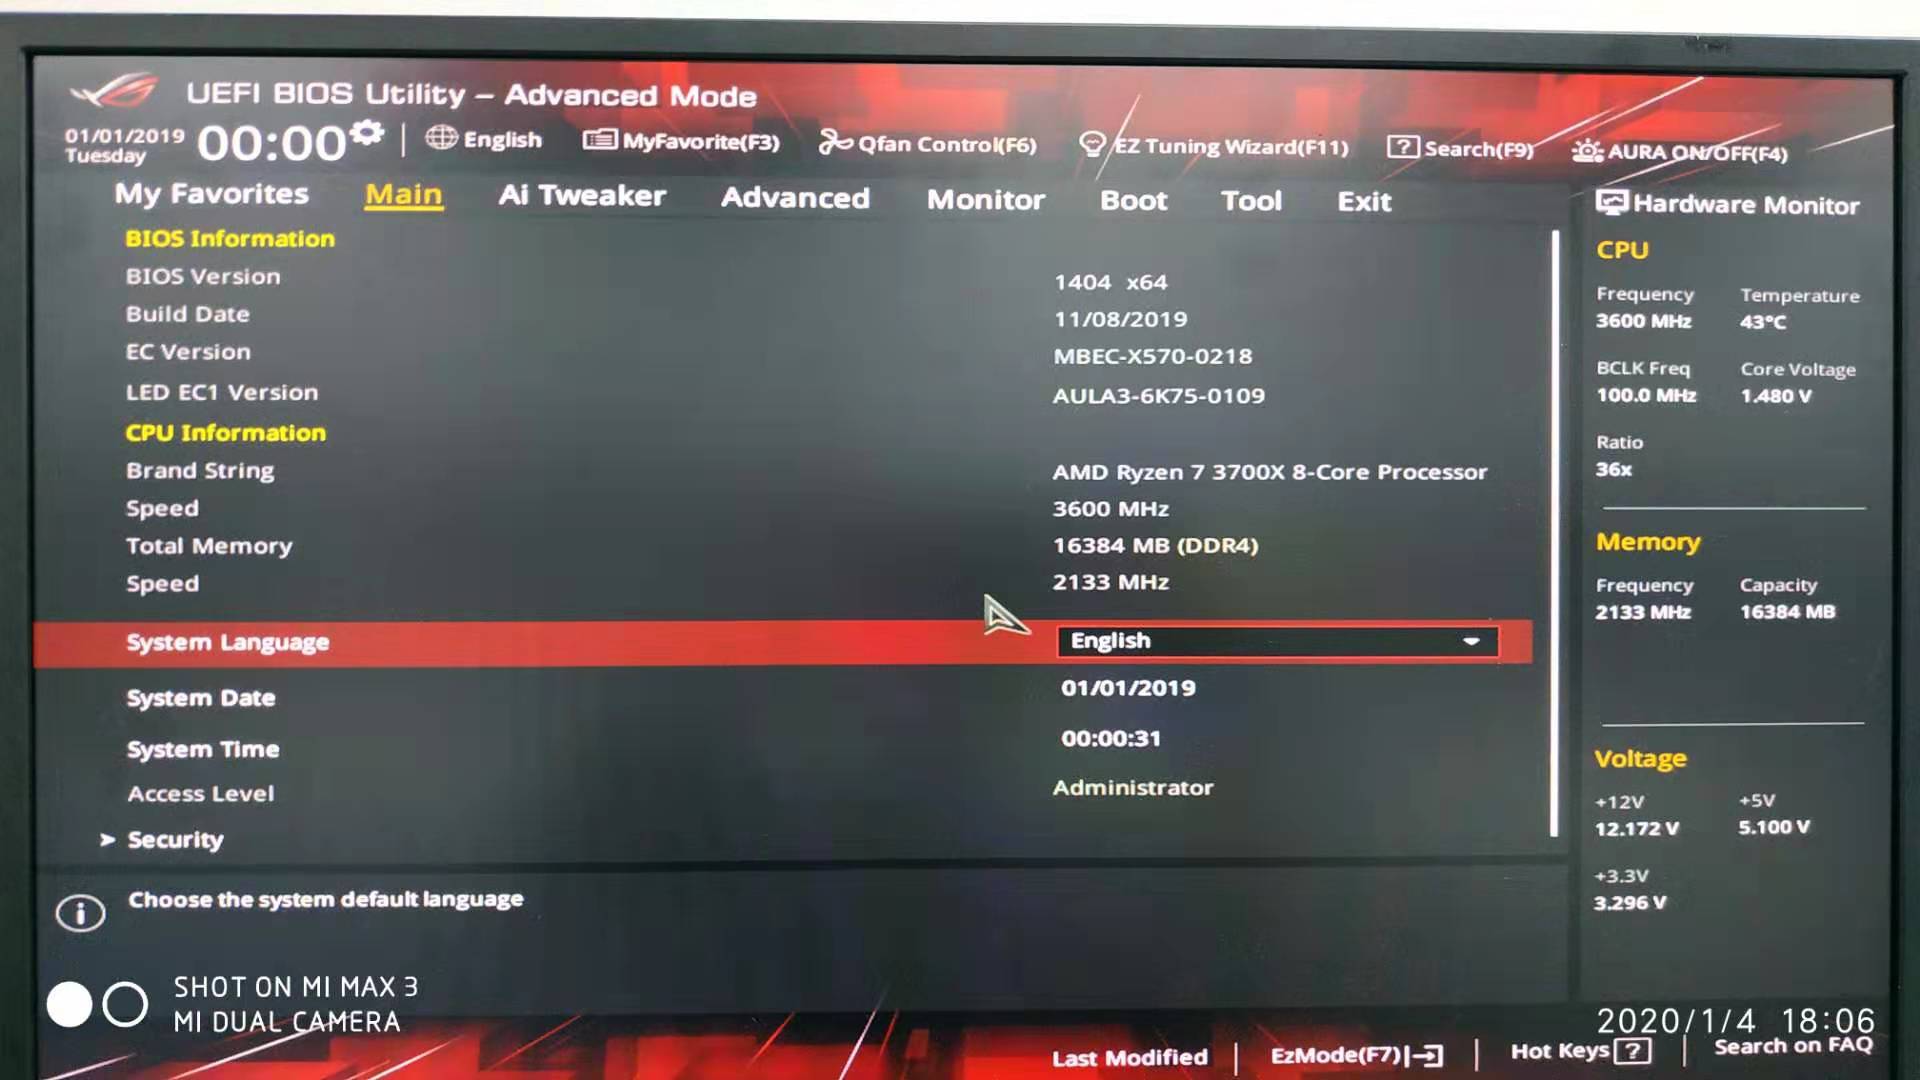 UEFI BIOS Utility – Advanced Mode
01/01/2019
Tuesday
00:00
English
MyFavorite(F3)
Qfan Control(F6)
EZ Tuning Wizard(F11)
? Search(F9)
AURA ON/OFF(F4)
My Favorites Main Ai Tweaker Advanced Monitor Boot Tool Exit
BIOS Information
BIOS Version 1404 x64
Build Date 11/08/2019
EC Version MBEC-X570-0218
LED EC1 Version AULA3-6K75-0109
CPU Information
Brand String AMD Ryzen 7 3700X 8-Core Processor
Speed 3600 MHz
Total Memory 16384 MB (DDR4)
Speed 2133 MHz
System Language English
System Date 01/01/2019
System Time 00:00:31
Access Level Administrator
> Security
Hardware Monitor
CPU
Frequency Temperature
3600 MHz 43°C
BCLK Freq Core Voltage
100.0 MHz 1.480 V
Ratio
36x
Memory
Frequency Capacity
2133 MHz 16384 MB
Voltage
+12V +5V
12.172 V 5.100 V
+3.3V
3.296 V
i Choose the system default language
SHOT ON MI MAX 3
MI DUAL CAMERA
2020/1/4 18:06
Last Modified | EzMode(F7) | Hot Keys ? | Search on FAQ